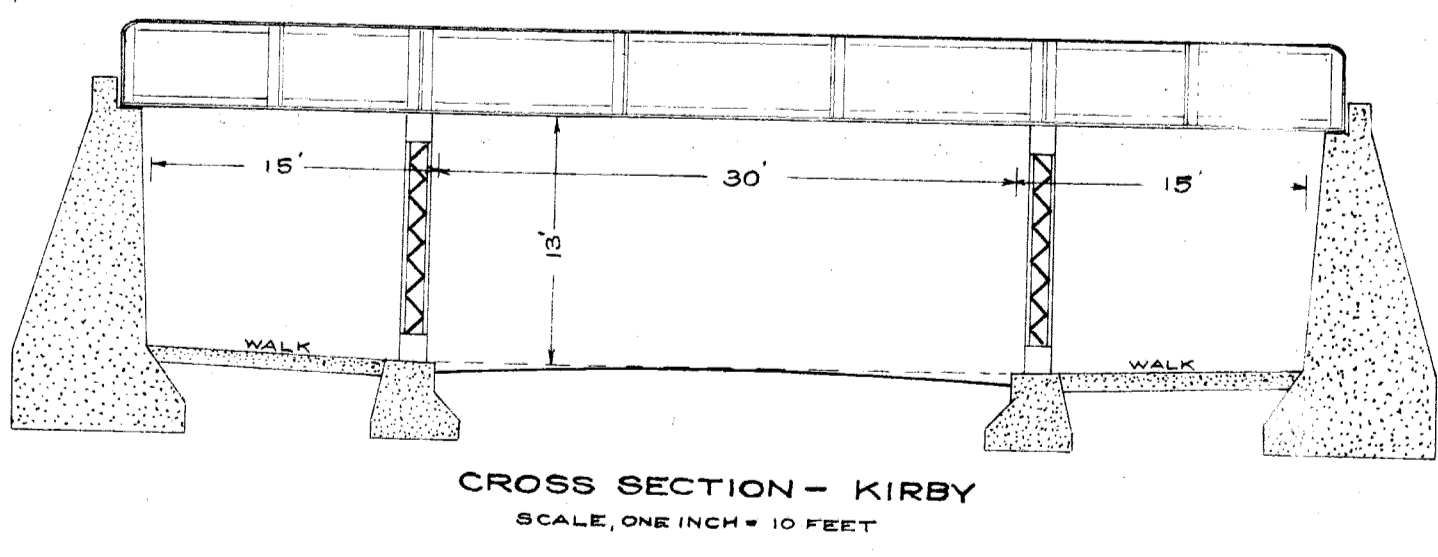 15' 30' 15'
13'
WALK WALK
CROSS SECTION - KIRBY
SCALE, ONE INCH = 10 FEET